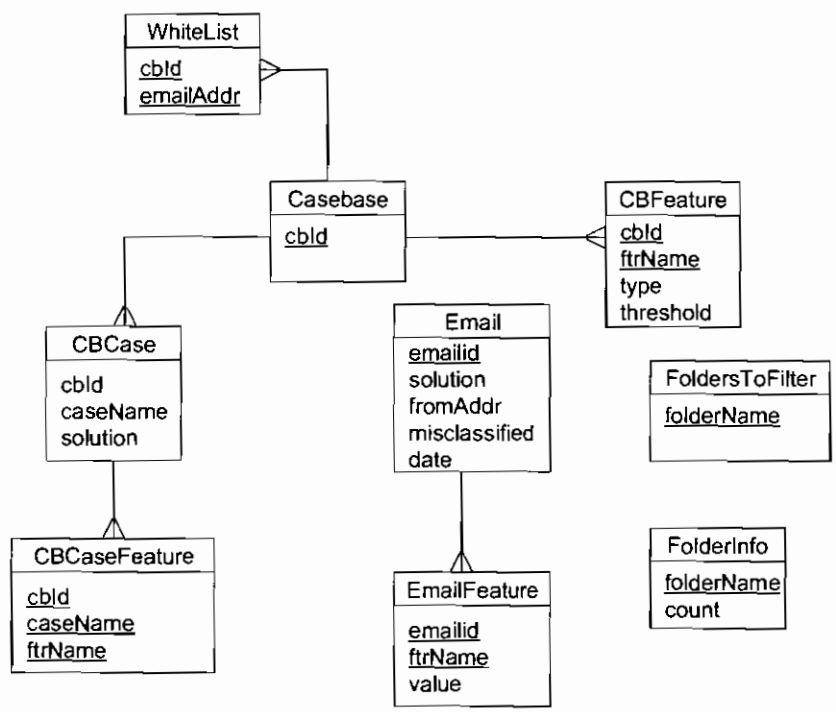 WhiteList
cbId
emailAddr
Casebase
cbId
CBFeature
cbId
ftrName
type
threshold
CBCase
cbId
caseName
solution
Email
emailid
solution
fromAddr
misclassified
date
FoldersToFilter
folderName
CBCaseFeature
cbId
caseName
ftrName
EmailFeature
emailid
ftrName
value
FolderInfo
folderName
count